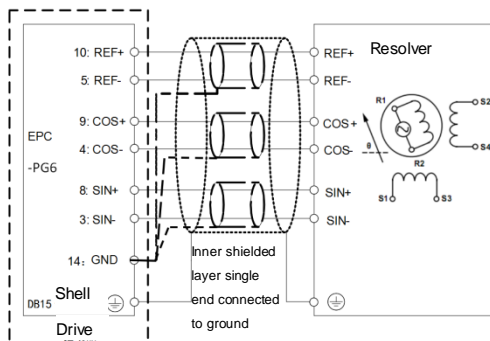 10: REF+
5: REF-
9: COS+
4: COS-
8: SIN+
3: SIN-
14: GND
EPC
-PG6
DB15
Shell
Drive
Inner shielded
layer single
end connected
to ground
REF+
REF-
COS+
COS-
SIN+
SIN-
Resolver
R1
R2
θ
S2
S4
S1
S3